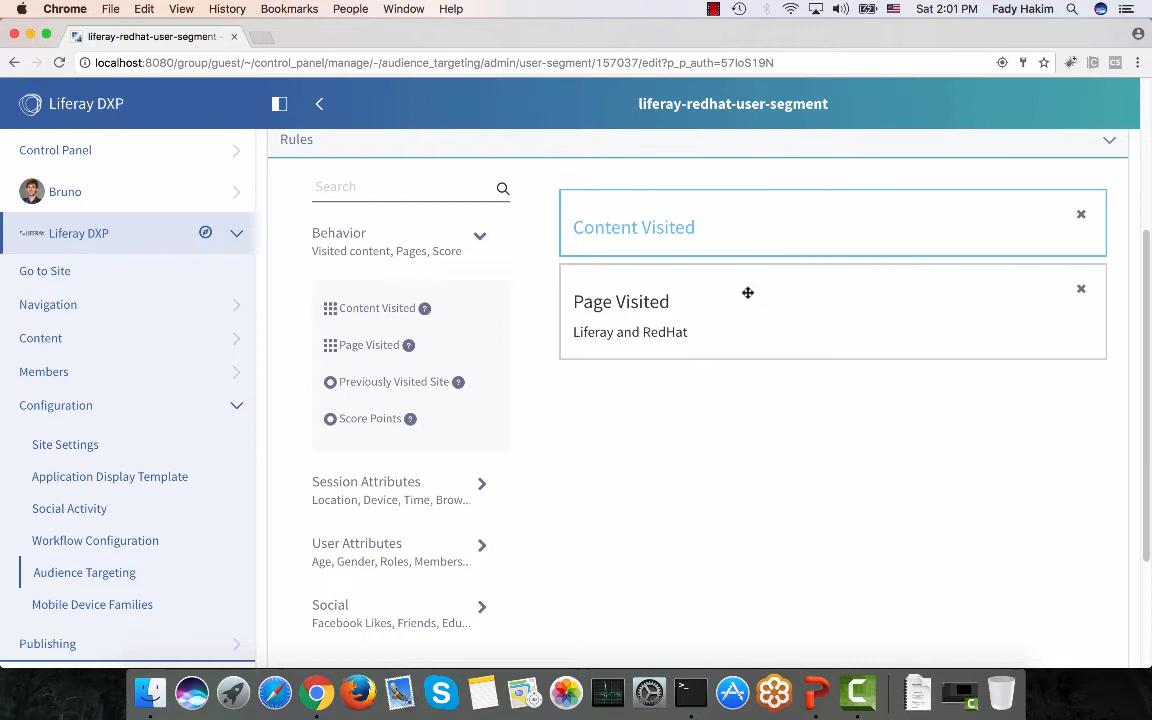 Chrome File Edit View History Bookmarks People Window Help Sat 2:01 PM Fady Hakim
liferay-redhat-user-segment -
localhost:8080/group/guest/~/control_panel/manage/-/audience_targeting/admin/user-segment/157037/edit?p_p_auth=57IoS19N
Liferay DXP
liferay-redhat-user-segment
Control Panel
Bruno
Liferay DXP
Go to Site
Navigation
Content
Members
Configuration
Site Settings
Application Display Template
Social Activity
Workflow Configuration
Audience Targeting
Mobile Device Families
Publishing
Rules
Search
Behavior
Visited content, Pages, Score
Content Visited ?
Page Visited ?
Previously Visited Site ?
Score Points ?
Session Attributes
Location, Device, Time, Brow...
User Attributes
Age, Gender, Roles, Members...
Social
Facebook Likes, Friends, Edu...
Content Visited
Page Visited
Liferay and RedHat